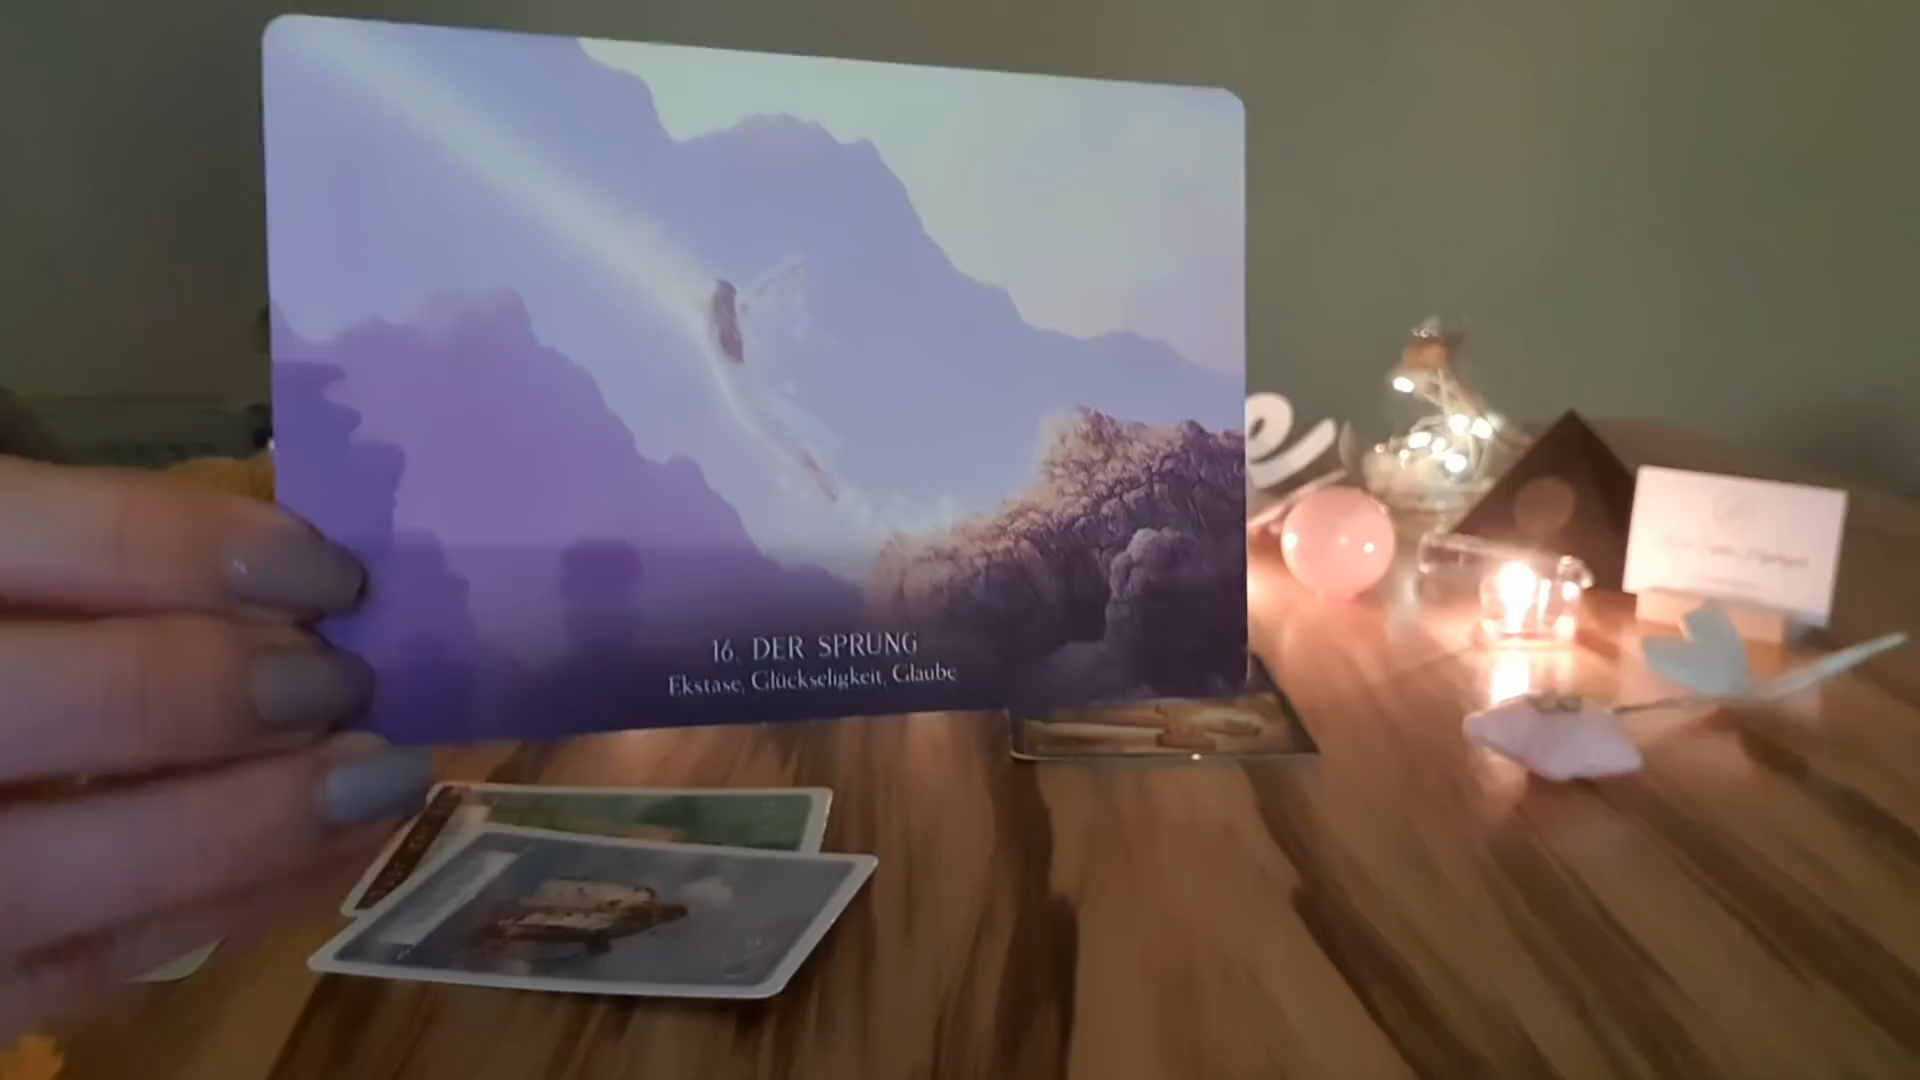 16. DER SPRUNG
Ekstase, Glückseligkeit, Glaube
e